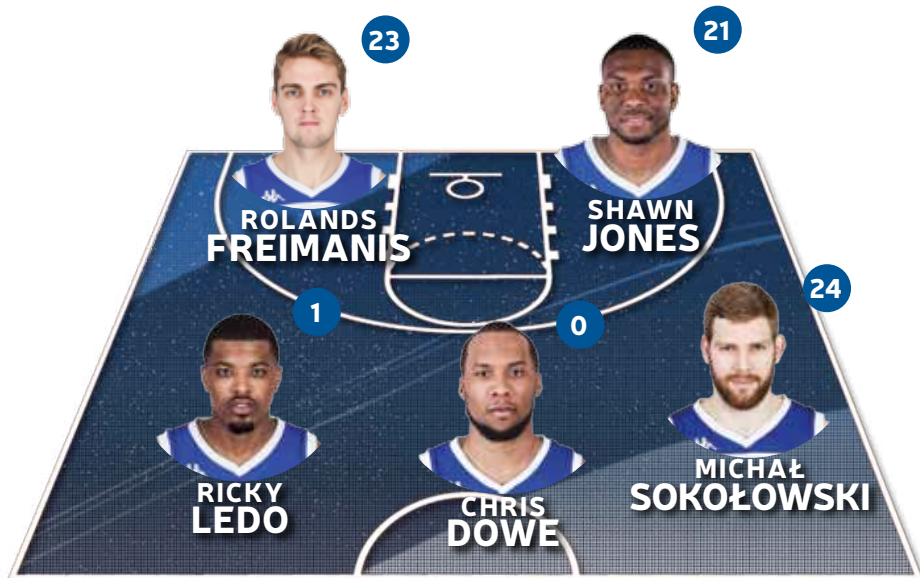 23
21
ROLANDS
FREIMANIS
SHAWN
JONES
1
0
24
RICKY
LEDO
CHRIS
DOWE
MICHAŁ
SOKOŁOWSKI